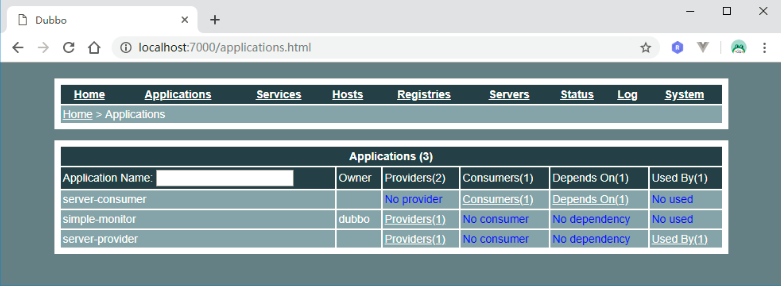 Dubbo
localhost:7000/applications.html
Home Applications Services Hosts Registries Servers Status Log System
Home > Applications
Applications (3)
Application Name: Owner Providers(2) Consumers(1) Depends On(1) Used By(1)
server-consumer No provider Consumers(1) Depends On(1) No used
simple-monitor dubbo Providers(1) No consumer No dependency No used
server-provider Providers(1) No consumer No dependency Used By(1)